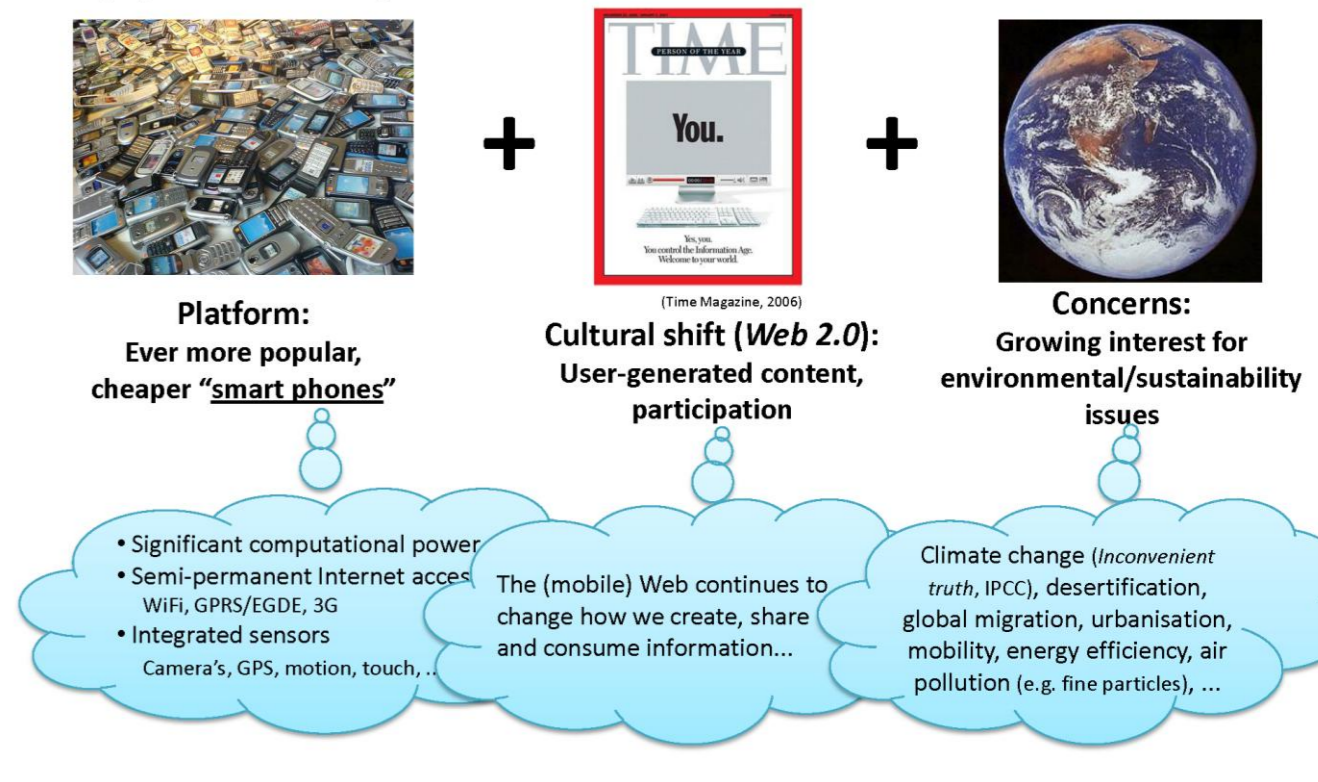 TIME
PERSON OF THE YEAR
You.
Yes, you.
You control the Information Age.
Welcome to your world.
(Time Magazine, 2006)
Platform:
Ever more popular,
cheaper “smart phones”
Cultural shift (Web 2.0):
User-generated content,
participation
Concerns:
Growing interest for
environmental/sustainability
issues
• Significant computational power
• Semi-permanent Internet acces
WiFi, GPRS/EGDE, 3G
• Integrated sensors
Camera’s, GPS, motion, touch, ..
The (mobile) Web continues to
change how we create, share
and consume information...
Climate change (Inconvenient
truth, IPCC), desertification,
global migration, urbanisation,
mobility, energy efficiency, air
pollution (e.g. fine particles), ...